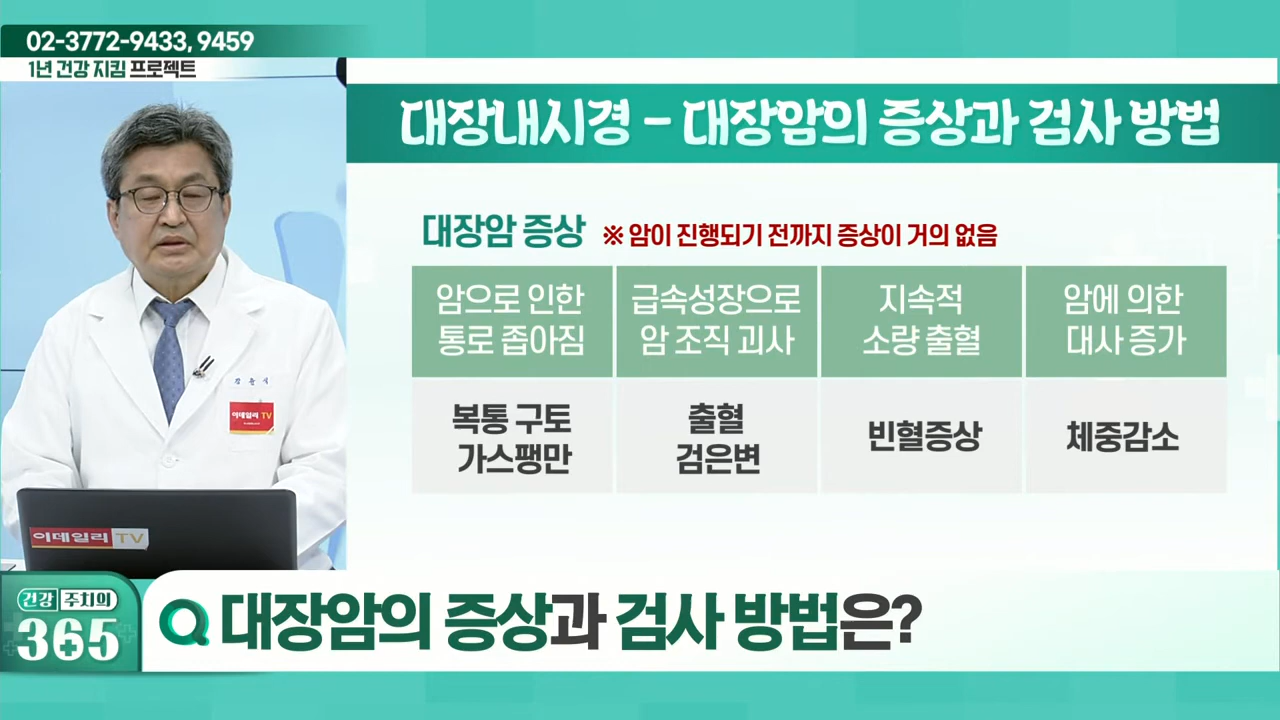 02-3772-9433, 9459
1년 건강 지킴 프로젝트
대장내시경 - 대장암의 증상과 검사 방법
대장암 증상 ※ 암이 진행되기 전까지 증상이 거의 없음
암으로 인한
통로 좁아짐
급속성장으로
암 조직 괴사
지속적
소량 출혈
암에 의한
대사 증가
복통 구토
가스팽만
출혈
검은변
빈혈증상
체중감소
이데일리 TV
이데일리 TV
건강 주치의
365
Q 대장암의 증상과 검사 방법은?